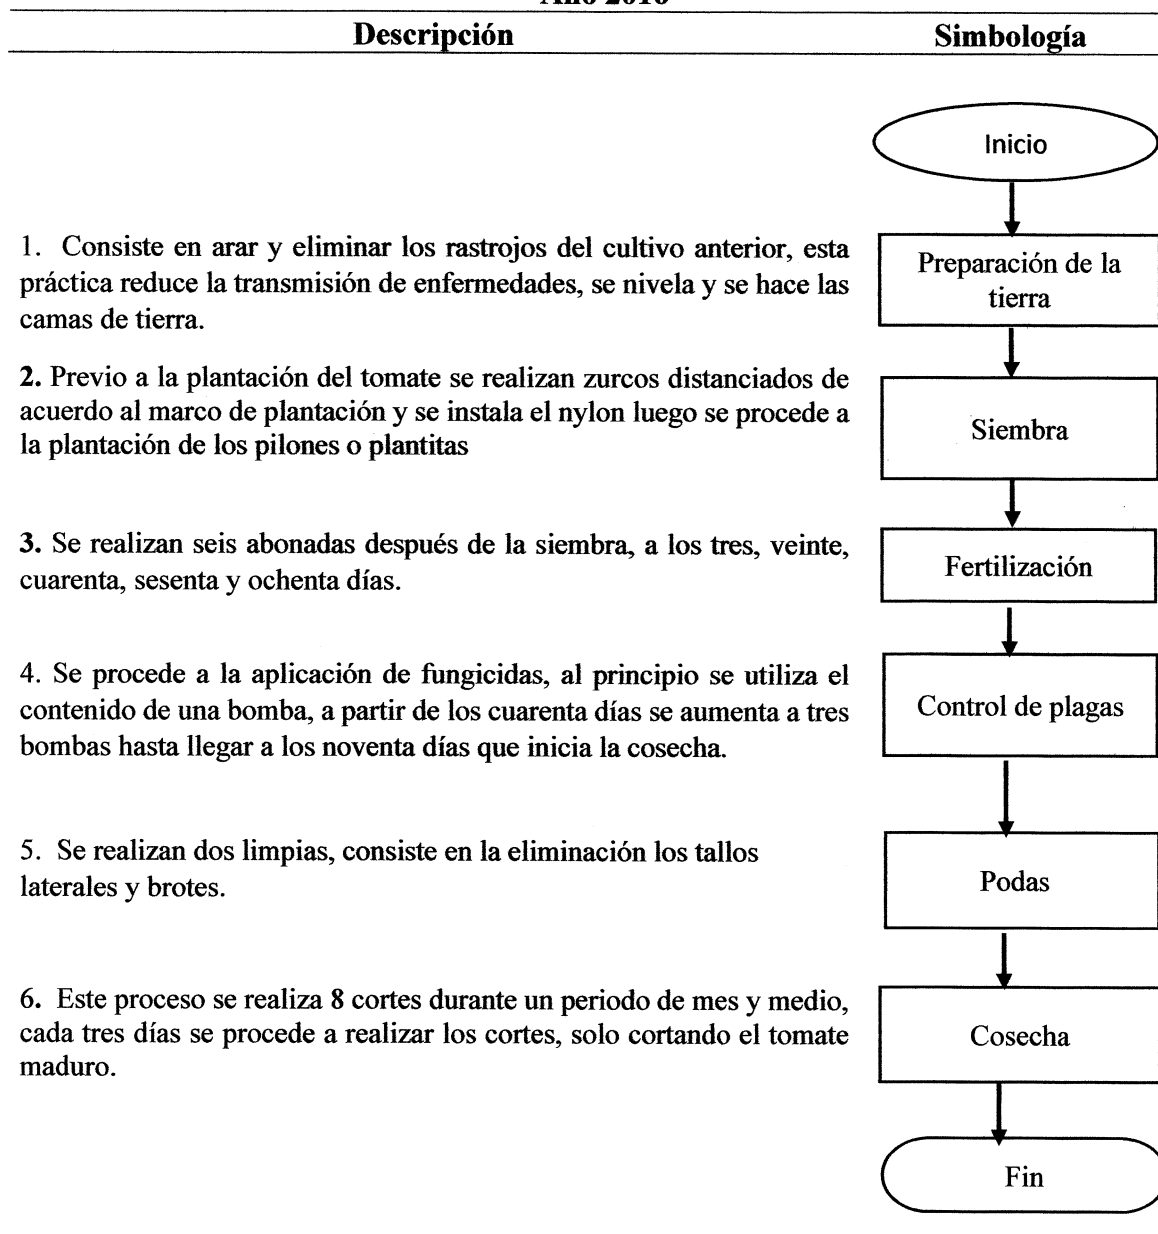 Descripción Simbología
Inicio
1. Consiste en arar y eliminar los rastrojos del cultivo anterior, esta
práctica reduce la transmisión de enfermedades, se nivela y se hace las
camas de tierra.
Preparación de la
tierra
2. Previo a la plantación del tomate se realizan zurcos distanciados de
acuerdo al marco de plantación y se instala el nylon luego se procede a
la plantación de los pilones o plantitas
Siembra
3. Se realizan seis abonadas después de la siembra, a los tres, veinte,
cuarenta, sesenta y ochenta días.
Fertilización
4. Se procede a la aplicación de fungicidas, al principio se utiliza el
contenido de una bomba, a partir de los cuarenta días se aumenta a tres
bombas hasta llegar a los noventa días que inicia la cosecha.
Control de plagas
5. Se realizan dos limpias, consiste en la eliminación los tallos
laterales y brotes.
Podas
6. Este proceso se realiza 8 cortes durante un periodo de mes y medio,
cada tres días se procede a realizar los cortes, solo cortando el tomate
maduro.
Cosecha
Fin